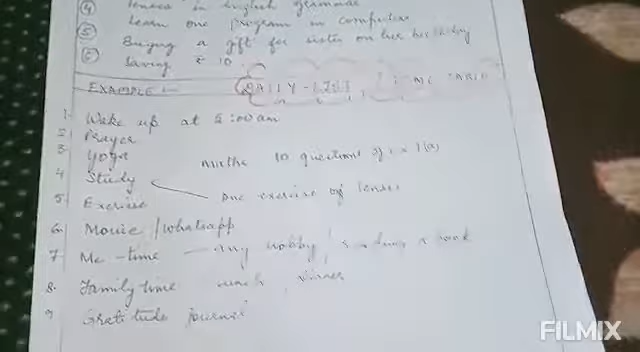 ④ Tenses in english grammar
Learn one program in computer
⑤ Buying a gift for sister on her birthday
⑥ Saving ₹ 10
EXAMPLE :- DAILY - LIST
1. Wake up at 5:00 am
2. Prayer
3 Yoga Maths 10 questions of
4 Study
5. Exercise One exercise of tenses
6. Movie / whatsapp
7. Me - time — any hobby, reading a book
8. Family time dinner
9. Gratitude journal
FILMIX